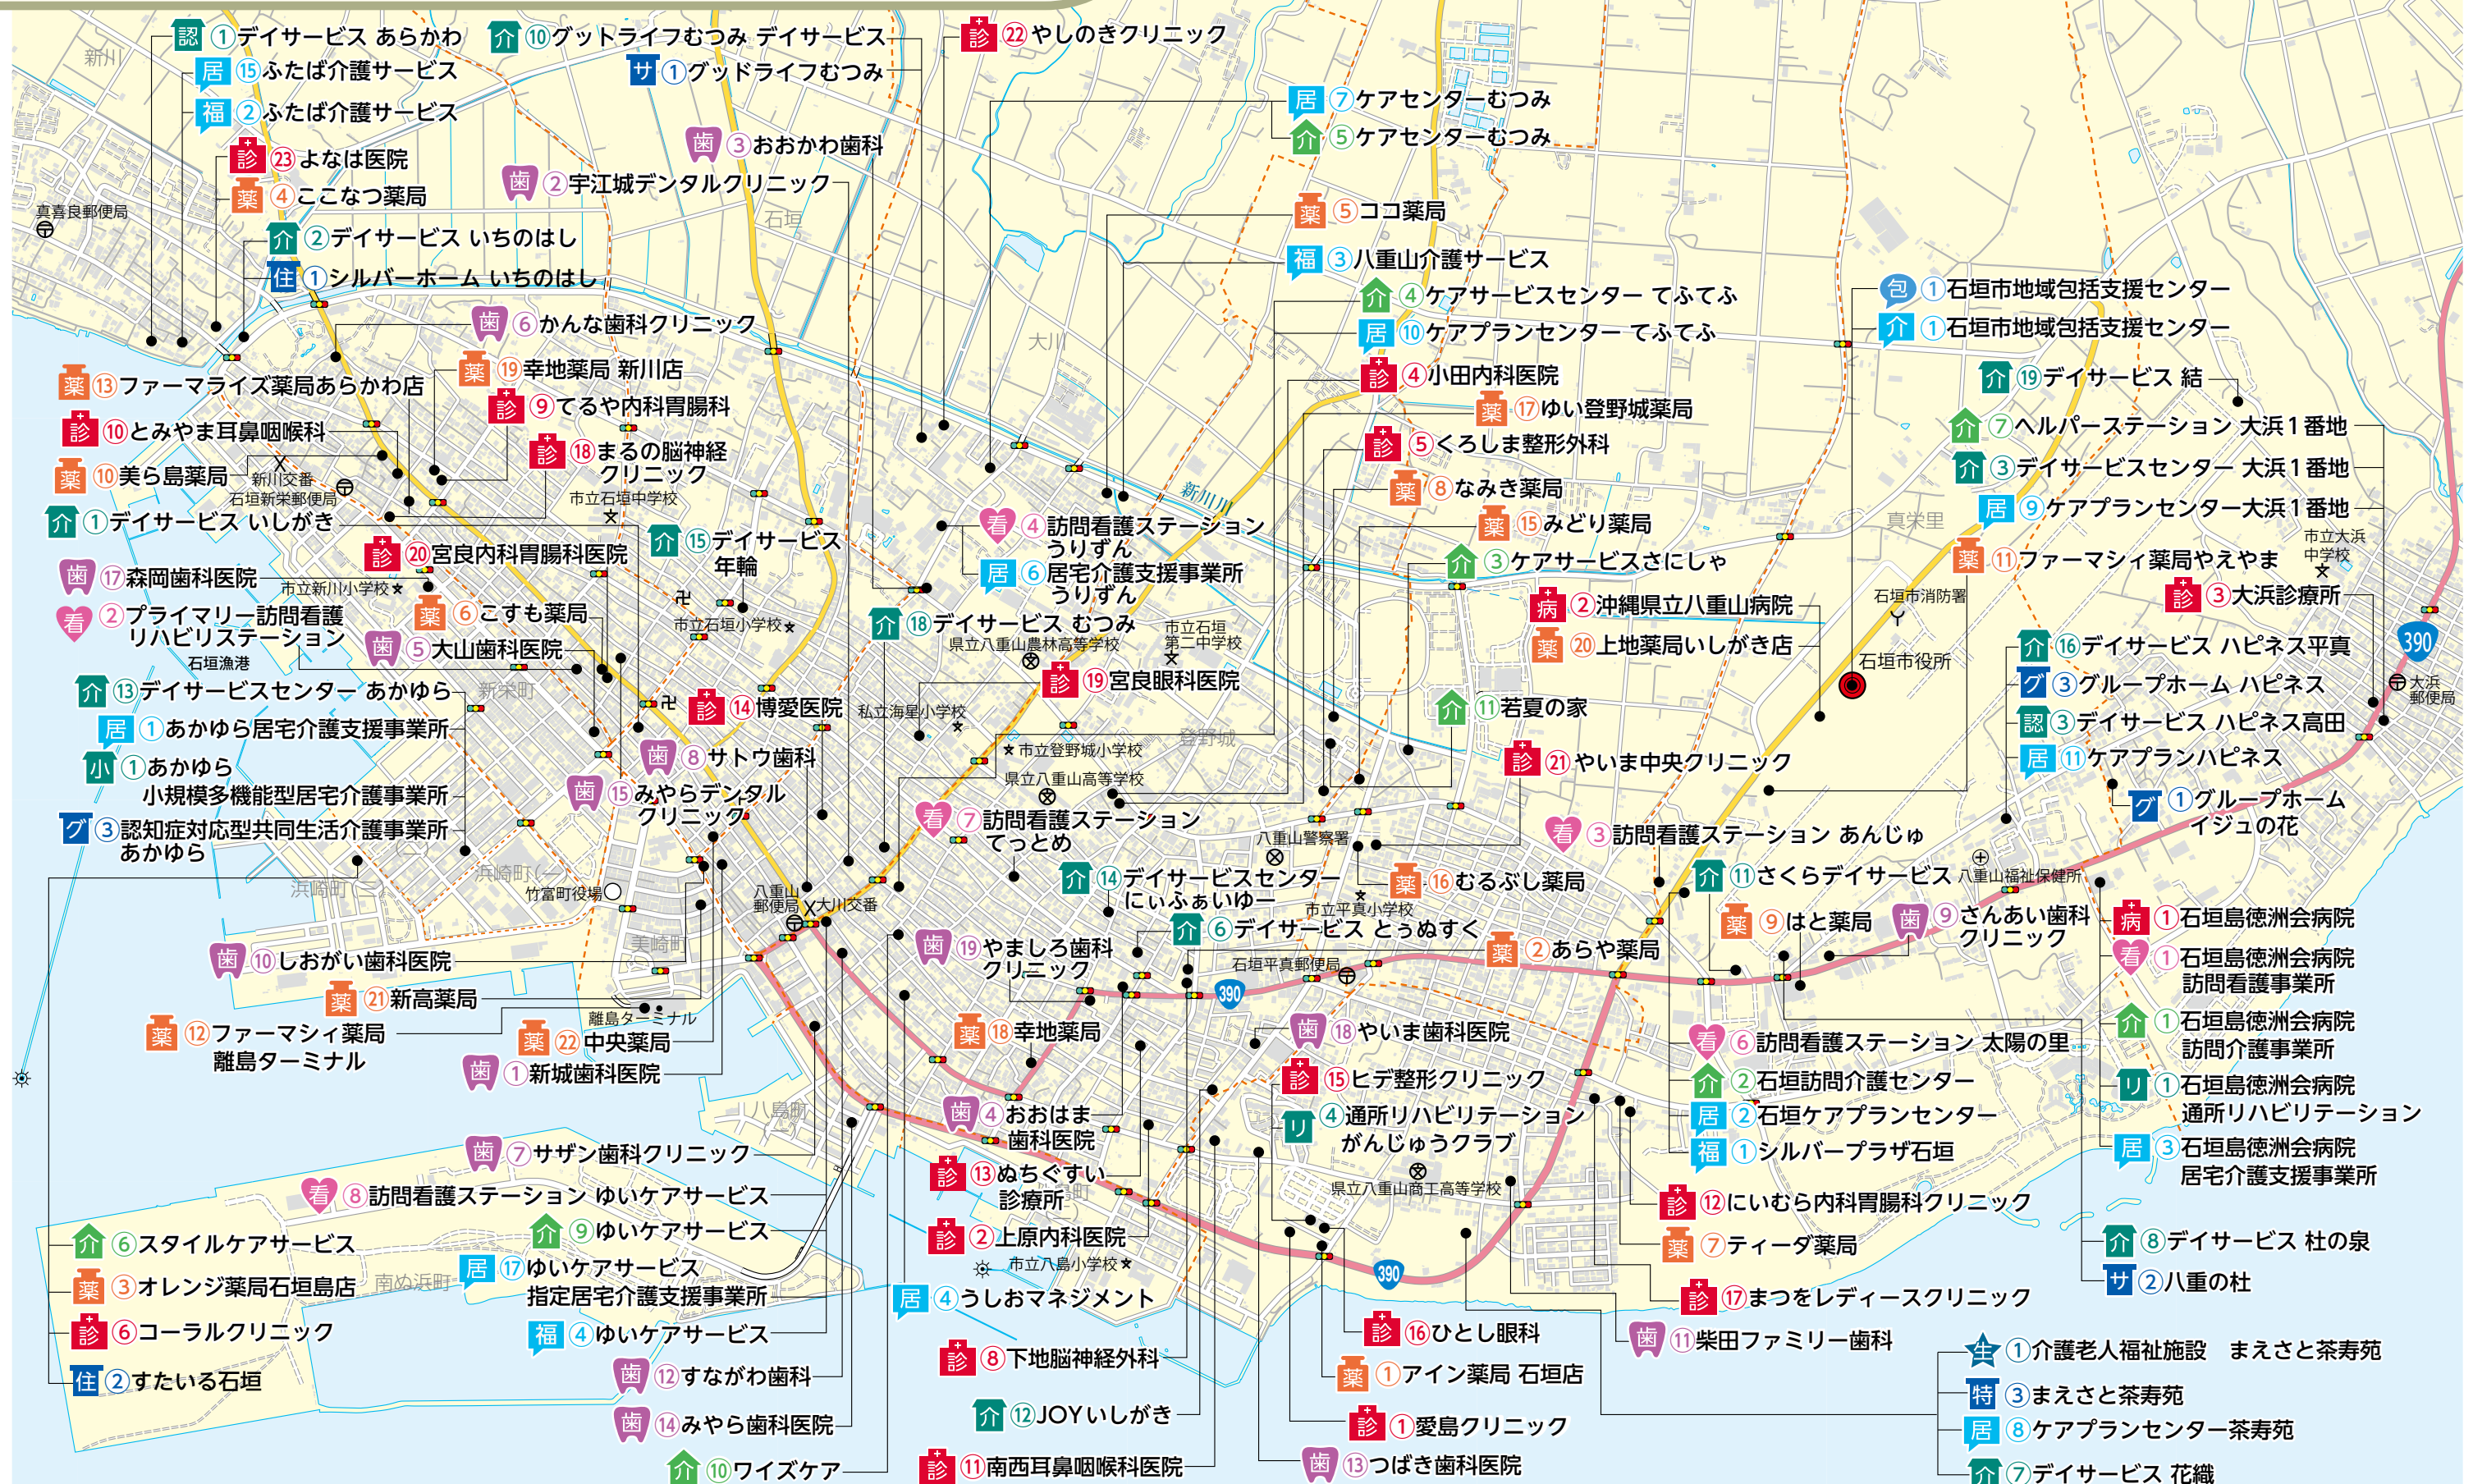 認 ①デイサービス あらかわ
居 ⑮ふたば介護サービス
福 ②ふたば介護サービス
診 ㉓よなは医院
薬 ④ここなつ薬局
介 ②デイサービス いちのはし
住 ①シルバーホーム いちのはし
新川
真喜良郵便局
介 ⑩グットライフむつみ デイサービス
サ ①グッドライフむつみ
歯 ③おおかわ歯科
歯 ②宇江城デンタルクリニック
石垣
診 ㉒やしのきクリニック
居 ⑦ケアセンターむつみ
介 ⑤ケアセンターむつみ
薬 ⑤ココ薬局
福 ③八重山介護サービス
介 ④ケアサービスセンター てふてふ
居 ⑩ケアプランセンター てふてふ
診 ④小田内科医院
薬 ⑰ゆい登野城薬局
診 ⑤くろしま整形外科
薬 ⑧なみき薬局
薬 ⑮みどり薬局
介 ③ケアサービスさにしゃ
大川
新川川
包 ①石垣市地域包括支援センター
介 ①石垣市地域包括支援センター
介 ⑲デイサービス 結
介 ⑦ヘルパーステーション 大浜1番地
介 ③デイサービスセンター 大浜1番地
居 ⑨ケアプランセンター大浜1番地
真栄里
市立大浜
中学校
薬 ⑪ファーマシィ薬局やえやま
診 ③大浜診療所
石垣市消防署
石垣市役所
病 ②沖縄県立八重山病院
薬 ⑳上地薬局いしがき店
390
大浜
郵便局
介 ⑯デイサービス ハピネス平真
グ ③グループホーム ハピネス
認 ③デイサービス ハピネス高田
居 ⑪ケアプランハピネス
グ ①グループホーム
イジュの花
歯 ⑥かんな歯科クリニック
薬 ⑲幸地薬局 新川店
診 ⑨てるや内科胃腸科
診 ⑱まるの脳神経
クリニック
薬 ⑬ファーマライズ薬局あらかわ店
診 ⑩とみやま耳鼻咽喉科
薬 ⑩美ら島薬局
新川交番
石垣新栄郵便局
市立石垣中学校
介 ①デイサービス いしがき
診 ⑳宮良内科胃腸科医院
介 ⑮デイサービス
年輪
歯 ⑰森岡歯科医院
市立新川小学校
看 ②プライマリー訪問看護
リハビリステーション
薬 ⑥こすも薬局
市立石垣小学校
歯 ⑤大山歯科医院
石垣漁港
介 ⑬デイサービスセンター あかゆら
新栄町
居 ①あかゆら居宅介護支援事業所
小 ①あかゆら
小規模多機能型居宅介護事業所
グ ③認知症対応型共同生活介護事業所
あかゆら
診 ⑭博愛医院
歯 ⑧サトウ歯科
歯 ⑮みやらデンタル
クリニック
看 ④訪問看護ステーション
うりずん
居 ⑥居宅介護支援事業所
うりずん
介 ⑱デイサービス むつみ
県立八重山農林高等学校
市立石垣
第二中学校
診 ⑲宮良眼科医院
私立海星小学校
市立登野城小学校
登野城
県立八重山高等学校
介 ⑪若夏の家
診 ㉑やいま中央クリニック
看 ⑦訪問看護ステーション
てっとめ
八重山警察署
看 ③訪問看護ステーション あんじゅ
介 ⑭デイサービスセンター
にぃふぁいゆー
薬 ⑯むるぶし薬局
市立平真小学校
介 ⑪さくらデイサービス
八重山福祉保健所
薬 ⑨はと薬局
歯 ⑨さんあい歯科
クリニック
介 ⑥デイサービス とぅぬすく
薬 ②あらや薬局
石垣平真郵便局
390
浜崎町(二)
浜崎町(一)
竹富町役場
八重山
郵便局
大川交番
美崎町
歯 ⑩しおがい歯科医院
薬 ㉑新高薬局
離島ターミナル
薬 ⑫ファーマシィ薬局
離島ターミナル
薬 ㉒中央薬局
歯 ①新城歯科医院
歯 ⑲やましろ歯科
クリニック
薬 ⑱幸地薬局
歯 ⑱やいま歯科医院
診 ⑮ヒデ整形クリニック
リ ④通所リハビリテーション
がんじゅうクラブ
県立八重山商工高等学校
歯 ④おおはま
歯科医院
八島町
診 ⑬ぬちぐすい
診療所
診 ②上原内科医院
市立八島小学校
居 ④うしおマネジメント
診 ⑧下地脳神経外科
介 ⑫JOYいしがき
診 ⑪南西耳鼻咽喉科医院
歯 ⑦サザン歯科クリニック
看 ⑧訪問看護ステーション ゆいケアサービス
介 ⑨ゆいケアサービス
居 ⑰ゆいケアサービス
指定居宅介護支援事業所
福 ④ゆいケアサービス
歯 ⑫すながわ歯科
歯 ⑭みやら歯科医院
介 ⑩ワイズケア
介 ⑥スタイルケアサービス
薬 ③オレンジ薬局石垣島店
診 ⑥コーラルクリニック
住 ②すたいる石垣
南ぬ浜町
看 ⑥訪問看護ステーション 太陽の里
介 ②石垣訪問介護センター
居 ②石垣ケアプランセンター
福 ①シルバープラザ石垣
診 ⑫にいむら内科胃腸科クリニック
薬 ⑦ティーダ薬局
診 ⑰まつをレディースクリニック
歯 ⑪柴田ファミリー歯科
390
診 ⑯ひとし眼科
薬 ①アイン薬局 石垣店
診 ①愛島クリニック
歯 ⑬つばき歯科医院
病 ①石垣島徳洲会病院
看 ①石垣島徳洲会病院
訪問看護事業所
介 ①石垣島徳洲会病院
訪問介護事業所
リ ①石垣島徳洲会病院
通所リハビリテーション
居 ③石垣島徳洲会病院
居宅介護支援事業所
介 ⑧デイサービス 杜の泉
サ ②八重の杜
生 ①介護老人福祉施設 まえさと茶寿苑
特 ③まえさと茶寿苑
居 ⑧ケアプランセンター茶寿苑
介 ⑦デイサービス 花織